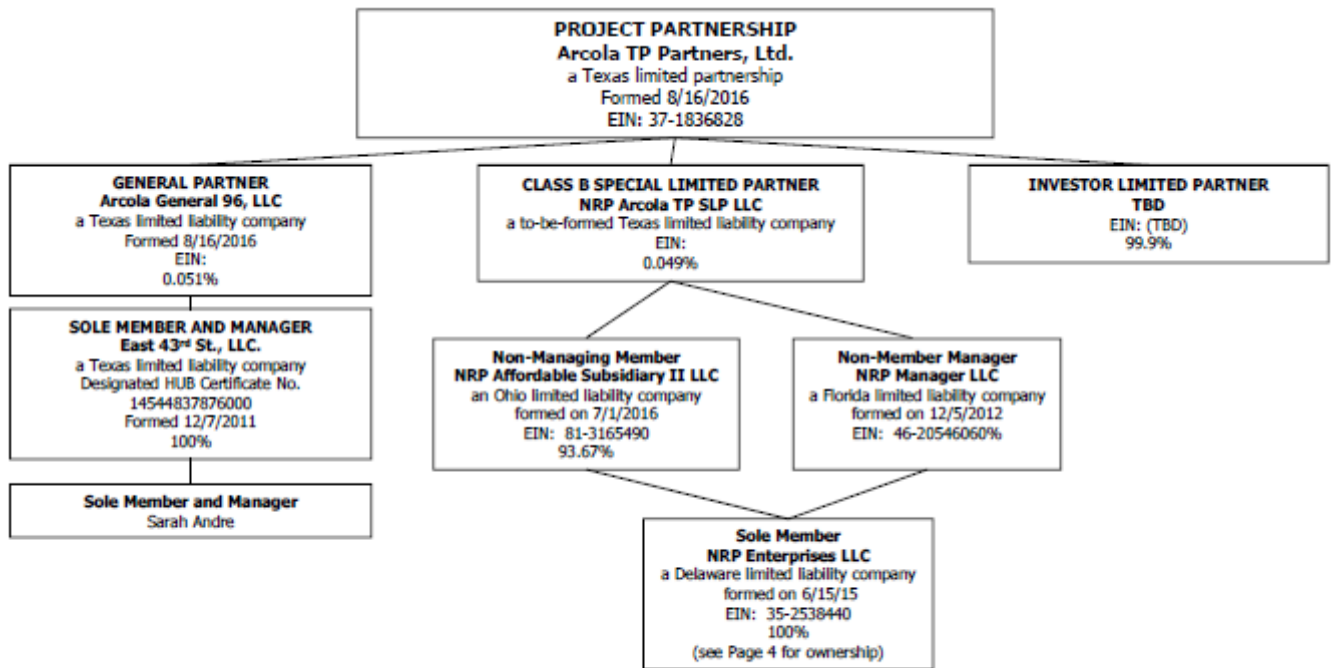 PROJECT PARTNERSHIP
Arcola TP Partners, Ltd.
a Texas limited partnership
Formed 8/16/2016
EIN: 37-1836828
GENERAL PARTNER
Arcola General 96, LLC
a Texas limited liability company
Formed 8/16/2016
EIN:
0.051%
CLASS B SPECIAL LIMITED PARTNER
NRP Arcola TP SLP LLC
a to-be-formed Texas limited liability company
EIN:
0.049%
INVESTOR LIMITED PARTNER
TBD
EIN: (TBD)
99.9%
SOLE MEMBER AND MANAGER
East 43rd St., LLC.
a Texas limited liability company
Designated HUB Certificate No.
14544837876000
Formed 12/7/2011
100%
Non-Managing Member
NRP Affordable Subsidiary II LLC
an Ohio limited liability company
formed on 7/1/2016
EIN: 81-3165490
93.67%
Non-Member Manager
NRP Manager LLC
a Florida limited liability company
formed on 12/5/2012
EIN: 46-20546060%
Sole Member and Manager
Sarah Andre
Sole Member
NRP Enterprises LLC
a Delaware limited liability company
formed on 6/15/15
EIN: 35-2538440
100%
(see Page 4 for ownership)